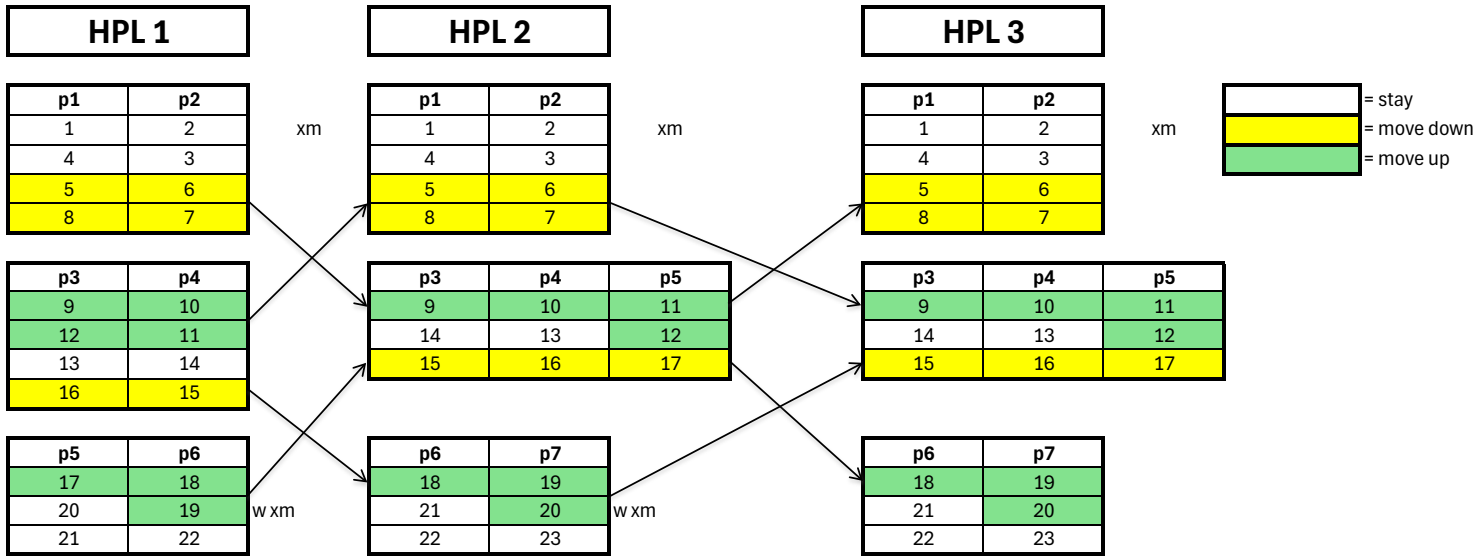 HPL 1 HPL 2 HPL 3
p1 p2 p1 p2 p1 p2 = stay
1 2 xm 1 2 xm 1 2 xm = move down
4 3 4 3 4 3 = move up
5 6 5 6 5 6
8 7 8 7 8 7
p3 p4 p3 p4 p5 p3 p4 p5
9 10 9 10 11 9 10 11
12 11 14 13 12 14 13 12
13 14 15 16 17 15 16 17
16 15
p5 p6 p6 p7 p6 p7
17 18 18 19 18 19
20 19 w xm 21 20 w xm 21 20
21 22 22 23 22 23